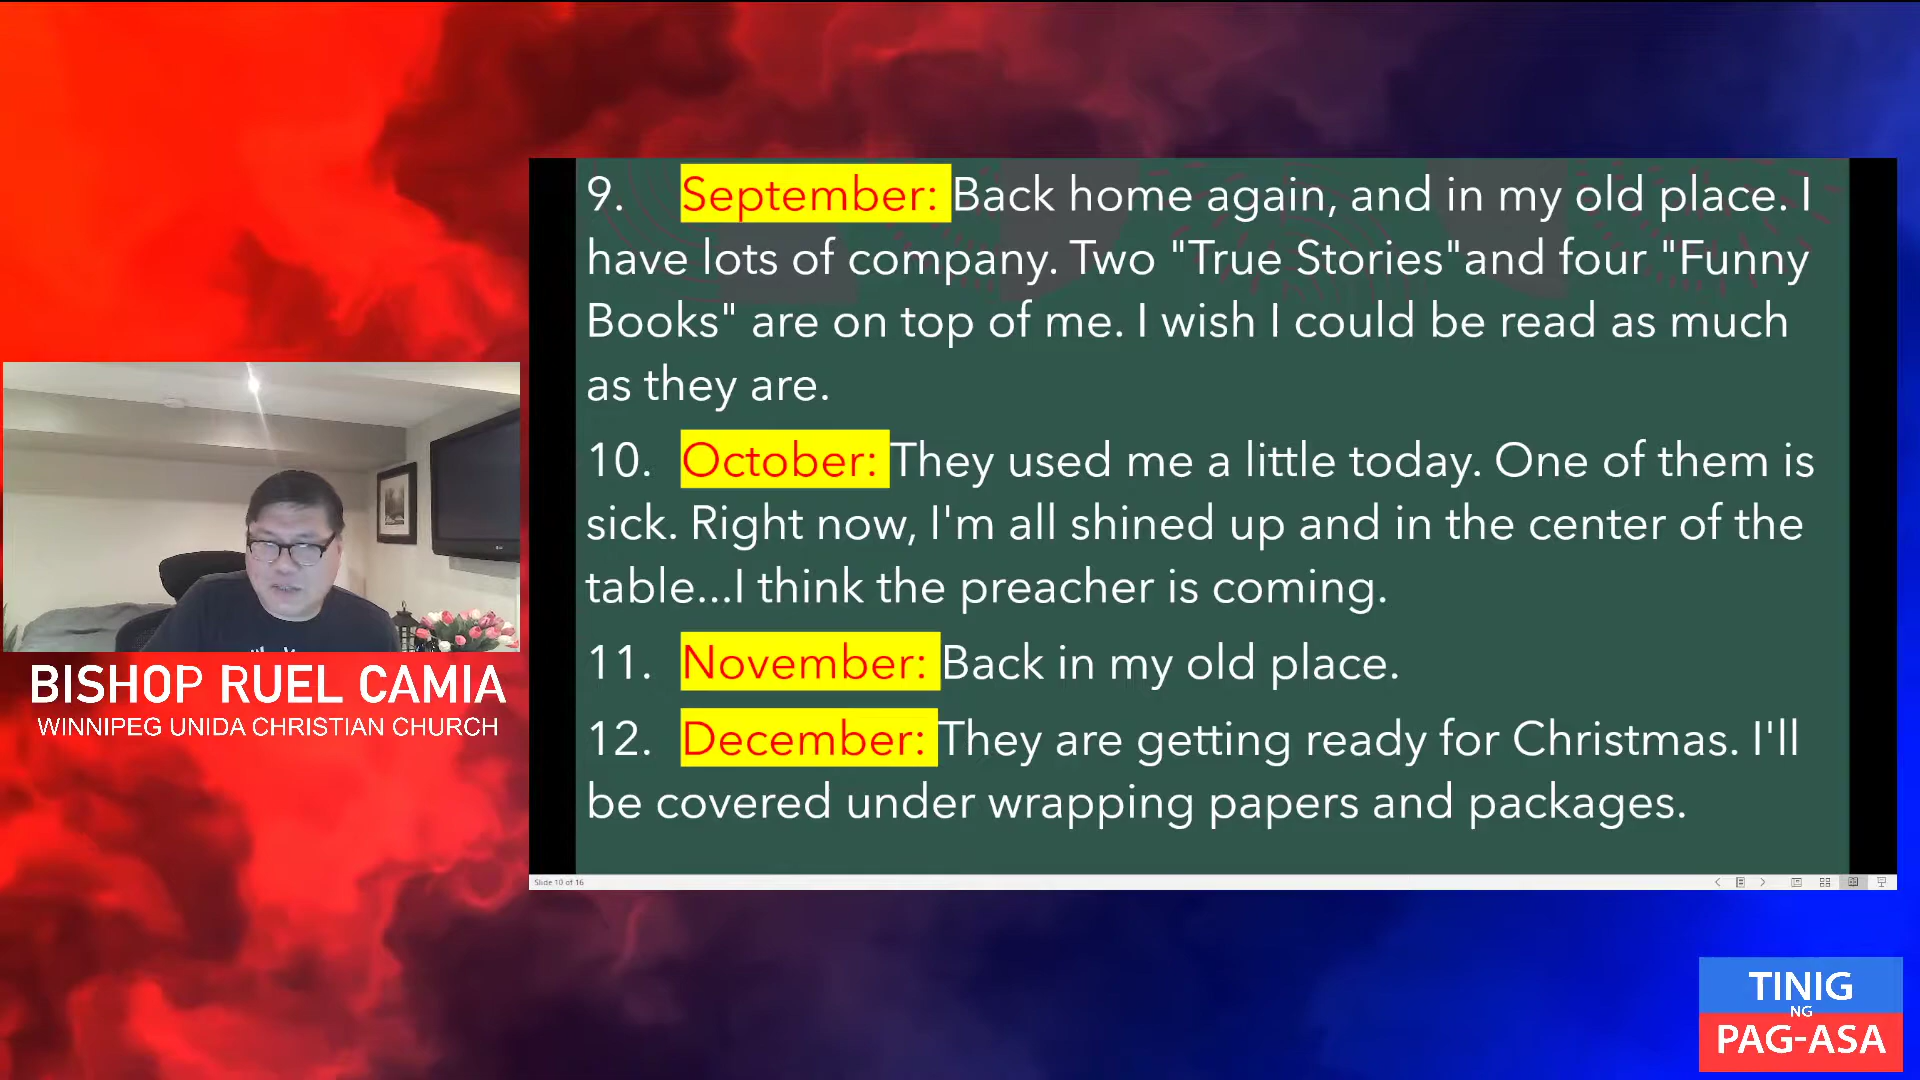 9. September: Back home again, and in my old place. I
have lots of company. Two "True Stories"and four "Funny
Books" are on top of me. I wish I could be read as much
as they are.
10. October: They used me a little today. One of them is
sick. Right now, I'm all shined up and in the center of the
table...I think the preacher is coming.
11. November: Back in my old place.
12. December: They are getting ready for Christmas. I'll
be covered under wrapping papers and packages.
Slide 10 of 16
BISHOP RUEL CAMIA
WINNIPEG UNIDA CHRISTIAN CHURCH
TINIG
NG
PAG-ASA